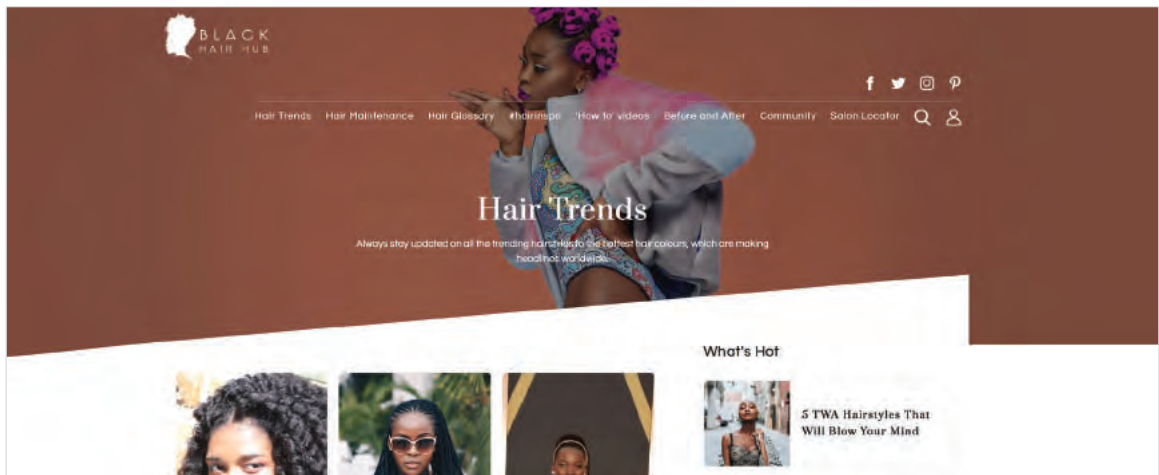 BLACK
HAIR HUB
Hair Trends Hair Maintenance Hair Glossary #hairinspo 'How to' videos Before and After Community Salon Locator
Hair Trends
Always stay updated on all the trending hairstyles to the hottest hair colours, which are making
headlines worldwide.
What's Hot
5 TWA Hairstyles That
Will Blow Your Mind